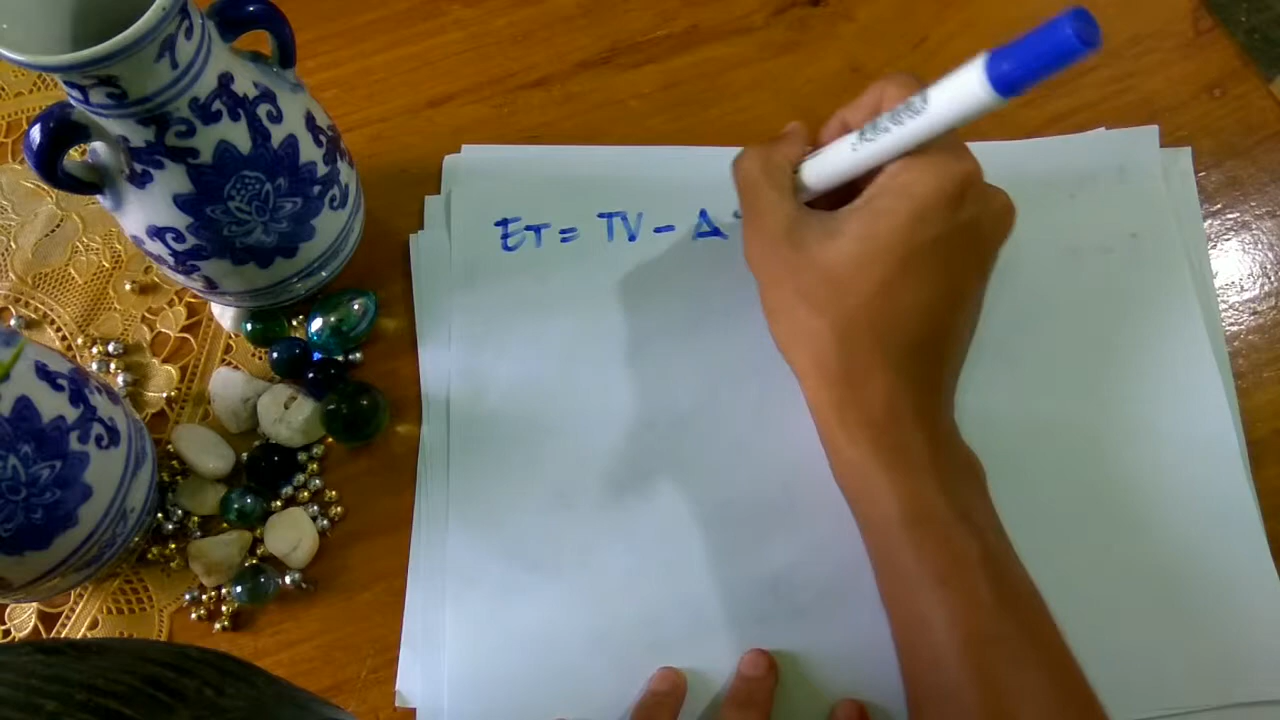 ET = TV - A